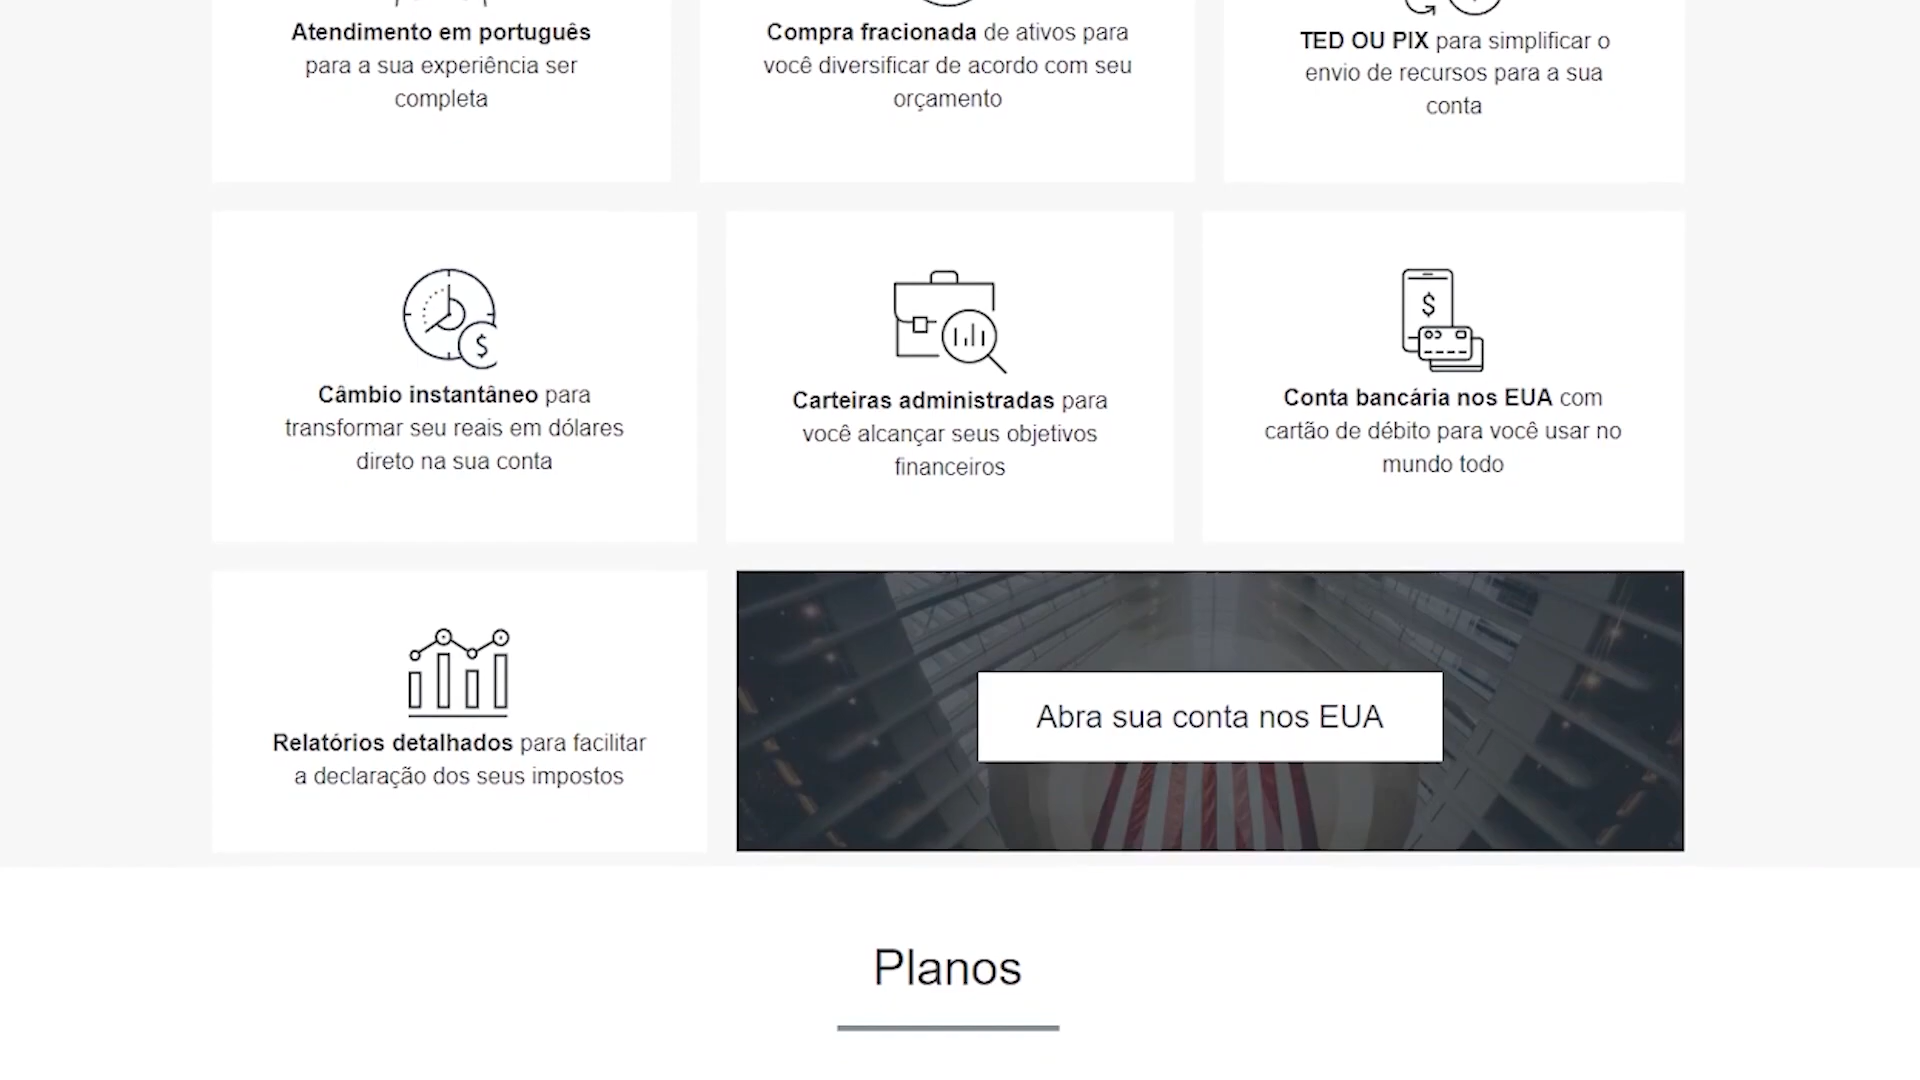 Atendimento em português
para a sua experiência ser
completa
Compra fracionada de ativos para
você diversificar de acordo com seu
orçamento
TED OU PIX para simplificar o
envio de recursos para a sua
conta
Câmbio instantâneo para
transformar seu reais em dólares
direto na sua conta
Carteiras administradas para
você alcançar seus objetivos
financeiros
Conta bancária nos EUA com
cartão de débito para você usar no
mundo todo
Relatórios detalhados para facilitar
a declaração dos seus impostos
Abra sua conta nos EUA
Planos